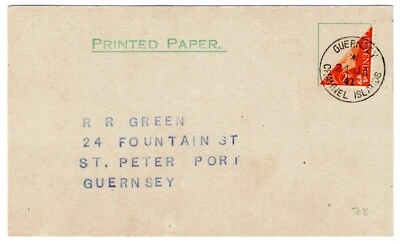 PRINTED PAPER.
GUERNSEY
CHANNEL ISLANDS
R R GREEN
24 FOUNTAIN ST
ST. PETER PORT
GUERNSEY